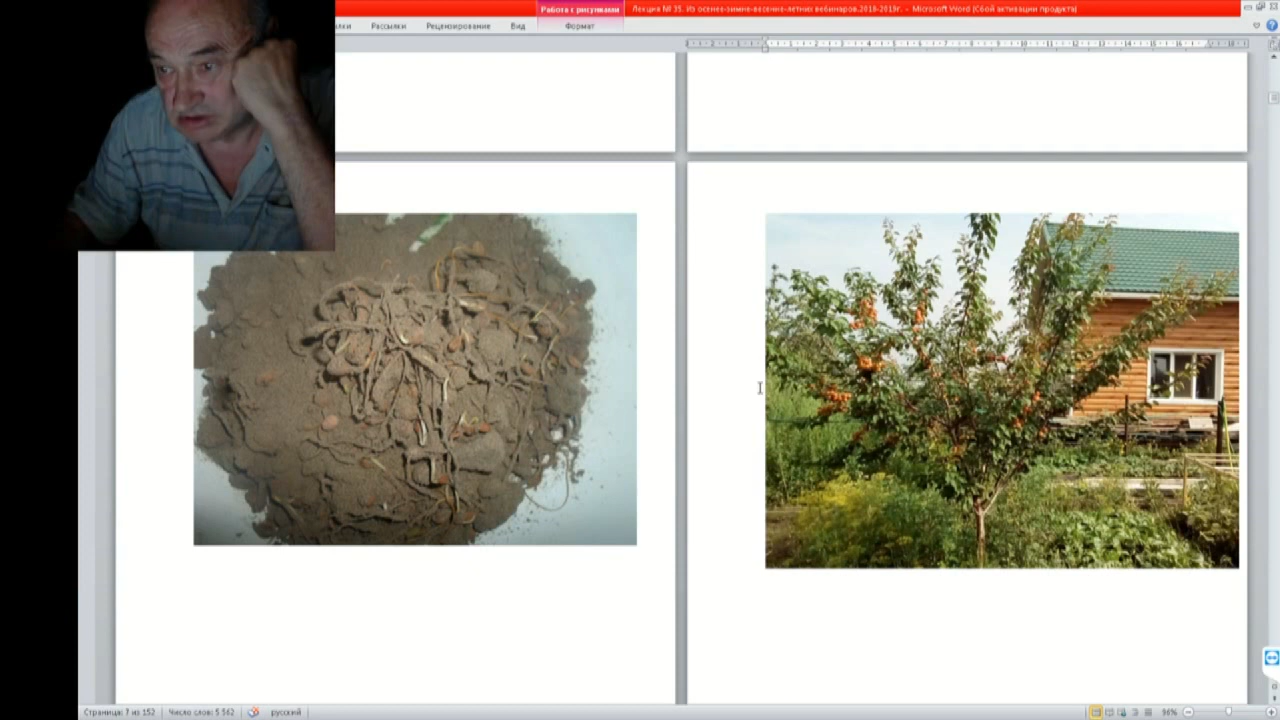 Работа с рисунками
Лекция № 35. Из осенее-зимне-весенне-летних вебинаров.2018-2019г. - Microsoft Word (Сбой активации продукта)
Рассылки Рецензирование Вид Формат
Страница: 7 из 152 Число слов: 5 562 русский 96%